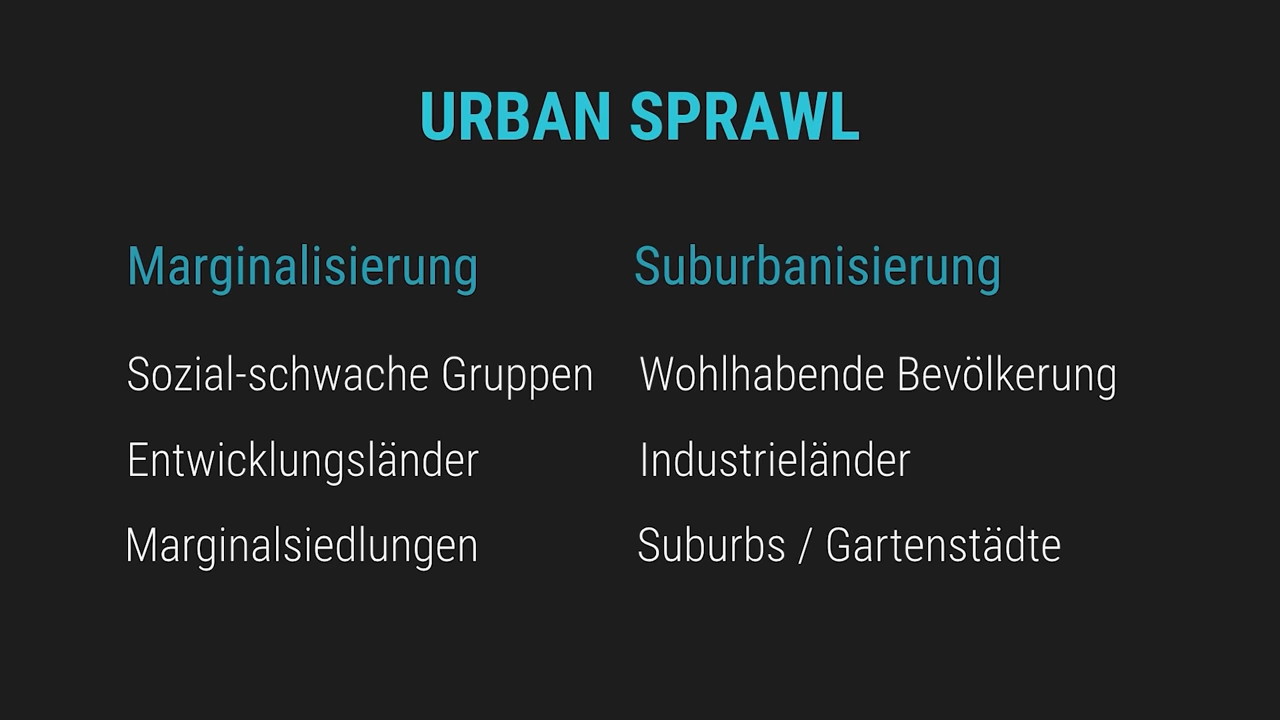 URBAN SPRAWL
Marginalisierung
Sozial-schwache Gruppen
Entwicklungsländer
Marginalsiedlungen
Suburbanisierung
Wohlhabende Bevölkerung
Industrieländer
Suburbs / Gartenstädte